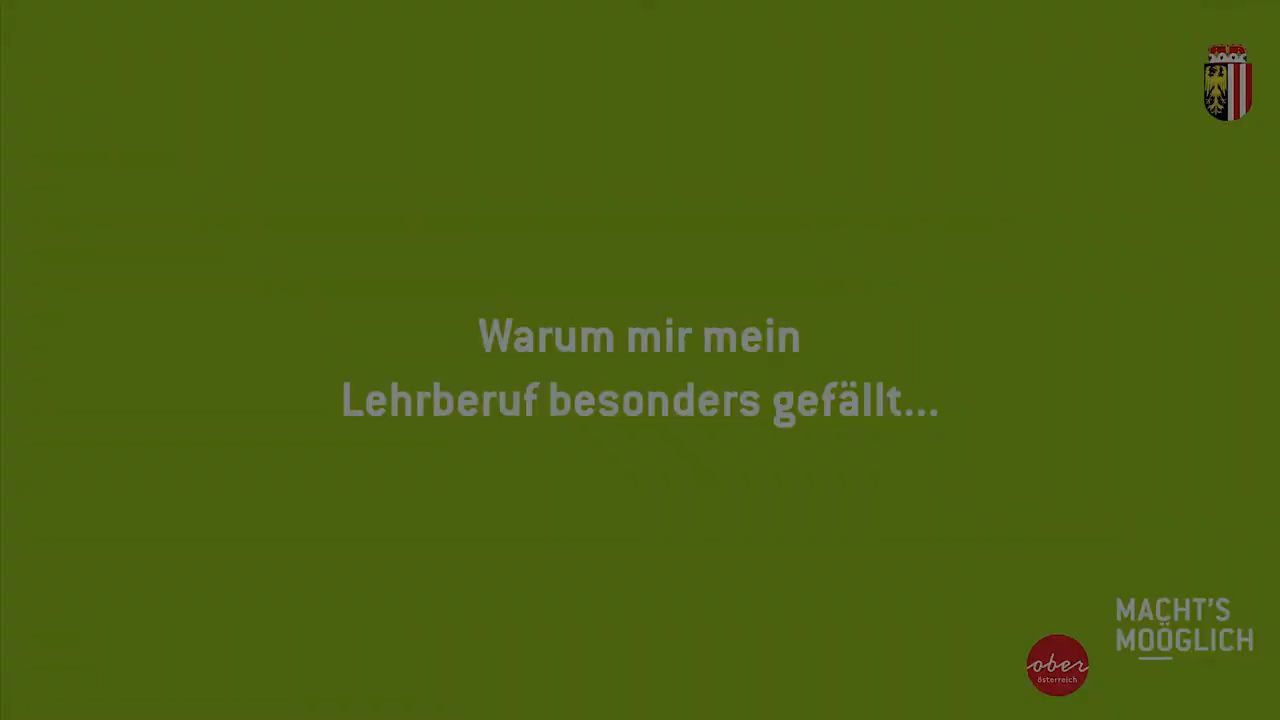 Warum mir mein
Lehrberuf besonders gefällt...
MACHT'S
MOÖGLICH
ober
österreich